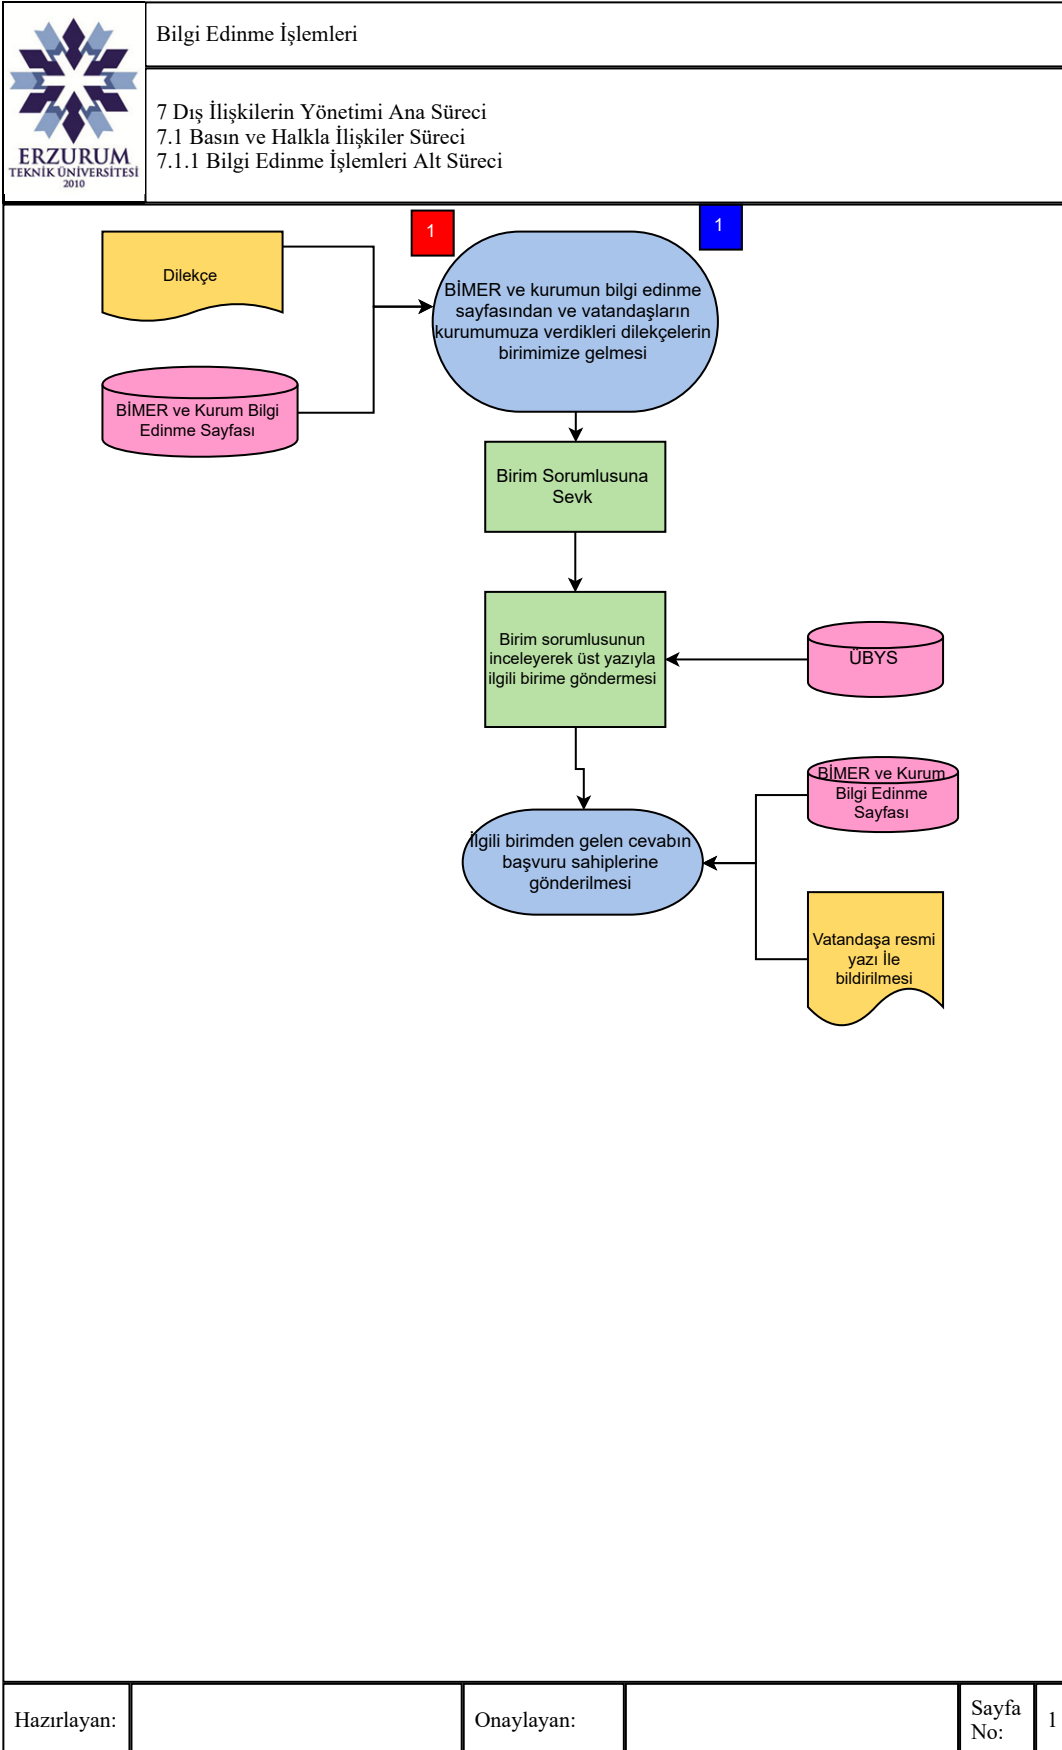 Bilgi Edinme İşlemleri
ERZURUM
TEKNİK ÜNİVERSİTESİ
2010
7 Dış İlişkilerin Yönetimi Ana Süreci
7.1 Basın ve Halkla İlişkiler Süreci
7.1.1 Bilgi Edinme İşlemleri Alt Süreci
1
1
Dilekçe
BİMER ve kurumun bilgi edinme
sayfasından ve vatandaşların
kurumumuza verdikleri dilekçelerin
birimimize gelmesi
BİMER ve Kurum Bilgi
Edinme Sayfası
Birim Sorumlusuna
Sevk
Birim sorumlusunun
inceleyerek üst yazıyla
ilgili birime göndermesi
ÜBYS
BİMER ve Kurum
Bilgi Edinme
Sayfası
İlgili birimden gelen cevabın
başvuru sahiplerine
gönderilmesi
Vatandaşa resmi
yazı İle
bildirilmesi
Hazırlayan:
Onaylayan:
Sayfa
No:
1